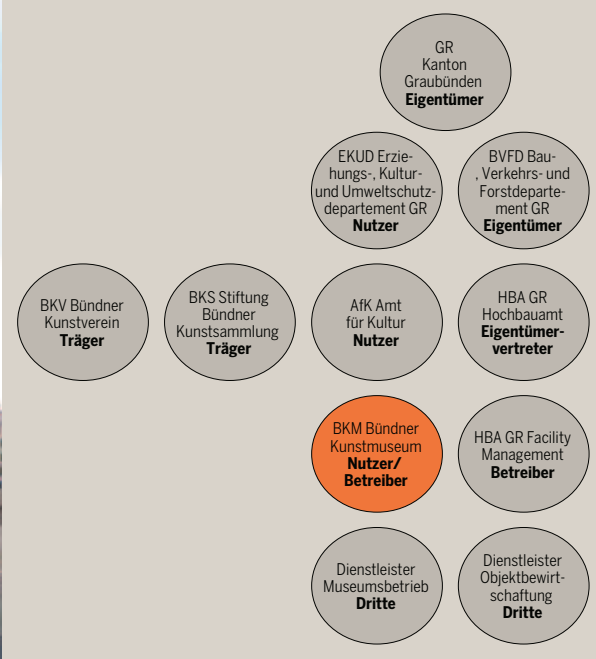 GR
Kanton
Graubünden
Eigentümer
EKUD Erzie-
hungs-, Kultur-
und Umweltschutz-
departement GR
Nutzer
BVFD Bau-
, Verkehrs- und
Forstdeparte-
ment GR
Eigentümer
BKV Bündner
Kunstverein
Träger
BKS Stiftung
Bündner
Kunstsammlung
Träger
AfK Amt
für Kultur
Nutzer
HBA GR
Hochbauamt
Eigentümer-
vertreter
BKM Bündner
Kunstmuseum
Nutzer/
Betreiber
HBA GR Facility
Management
Betreiber
Dienstleister
Museumsbetrieb
Dritte
Dienstleister
Objektbewirt-
schaftung
Dritte